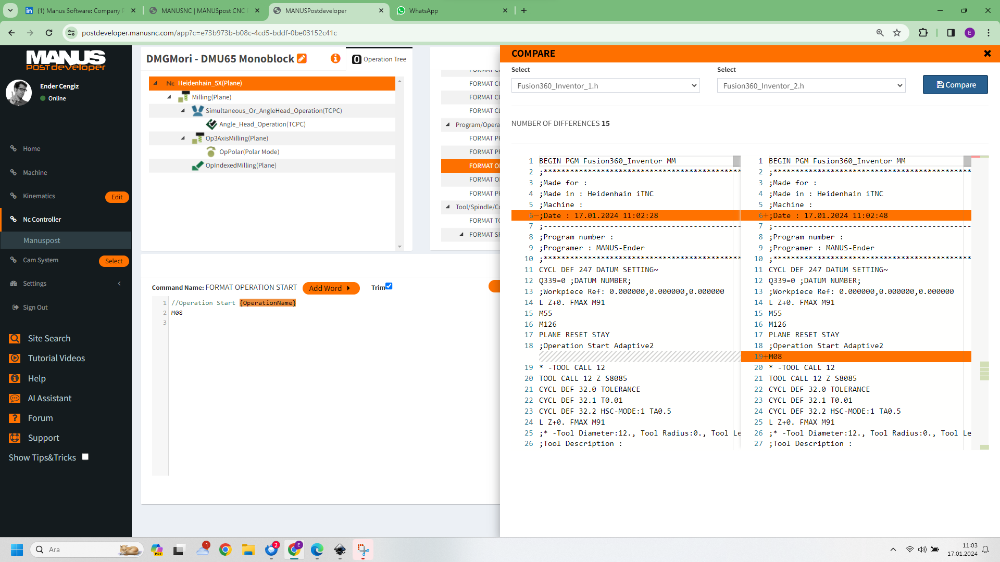 (1) Manus Software: Company P
MANUSNC | MANUSpost CNC
MANUSPostdeveloper
WhatsApp
postdeveloper.manusnc.com/app?c=e73b973b-b08c-4cd5-bddf-0be03152c41c
E
MANUS
postdeveloper
Ender Cengiz
Online
Home
Machine
Kinematics
Edit
Nc Controller
Manuspost
Cam System
Select
Settings
Sign Out
Site Search
Tutorial Videos
Help
AI Assistant
Forum
Support
Show Tips&Tricks
DMGMori - DMU65 Monoblock
Operation Tree
Nc Heidenhain_5X(Plane)
Milling(Plane)
Simultaneous_Or_AngleHead_Operation(TCPC)
Angle_Head_Operation(TCPC)
Op3AxisMilling(Plane)
OpPolar(Polar Mode)
OpIndexedMilling(Plane)
FORMAT CU
FORMAT CU
FORMAT CL
Program/Opera
FORMAT PR
FORMAT PR
FORMAT O
FORMAT O
FORMAT PR
Tool/Spindle/Co
FORMAT TO
FORMAT SP
Command Name: FORMAT OPERATION START
Add Word
Trim
1 //Operation Start {OperationName}
2 M08
3
COMPARE
Select
Select
Fusion360_Inventor_1.h
Fusion360_Inventor_2.h
Compare
NUMBER OF DIFFERENCES 15
1 BEGIN PGM Fusion360_Inventor MM
2 ;**********************************************
3 ;Made for :
4 ;Made in : Heidenhain iTNC
5 ;Machine :
6-;Date : 17.01.2024 11:02:28
7 ;----------------------------------------------
8 ;Program number :
9 ;Programer : MANUS-Ender
10 ;**********************************************
11 CYCL DEF 247 DATUM SETTING~
12 Q339=0 ;DATUM NUMBER;
13 ;Workpiece Ref: 0.000000,0.000000,0.000000
14 L Z+0. FMAX M91
15 M55
16 M126
17 PLANE RESET STAY
18 ;Operation Start Adaptive2
19 * -TOOL CALL 12
20 TOOL CALL 12 Z S8085
21 CYCL DEF 32.0 TOLERANCE
22 CYCL DEF 32.1 T0.01
23 CYCL DEF 32.2 HSC-MODE:1 TA0.5
24 L Z+0. FMAX M91
25 ;* -Tool Diameter:12., Tool Radius:0., Tool Le
26 ;Tool Description :
1 BEGIN PGM Fusion360_Inventor MM
2 ;**********************************************
3 ;Made for :
4 ;Made in : Heidenhain iTNC
5 ;Machine :
6+;Date : 17.01.2024 11:02:48
7 ;----------------------------------------------
8 ;Program number :
9 ;Programer : MANUS-Ender
10 ;**********************************************
11 CYCL DEF 247 DATUM SETTING~
12 Q339=0 ;DATUM NUMBER;
13 ;Workpiece Ref: 0.000000,0.000000,0.000000
14 L Z+0. FMAX M91
15 M55
16 M126
17 PLANE RESET STAY
18 ;Operation Start Adaptive2
19+M08
20 * -TOOL CALL 12
21 TOOL CALL 12 Z S8085
22 CYCL DEF 32.0 TOLERANCE
23 CYCL DEF 32.1 T0.01
24 CYCL DEF 32.2 HSC-MODE:1 TA0.5
25 L Z+0. FMAX M91
26 ;* -Tool Diameter:12., Tool Radius:0., Tool Le
27 ;Tool Description :
Ara
PRE
1
2
E
11:03
17.01.2024